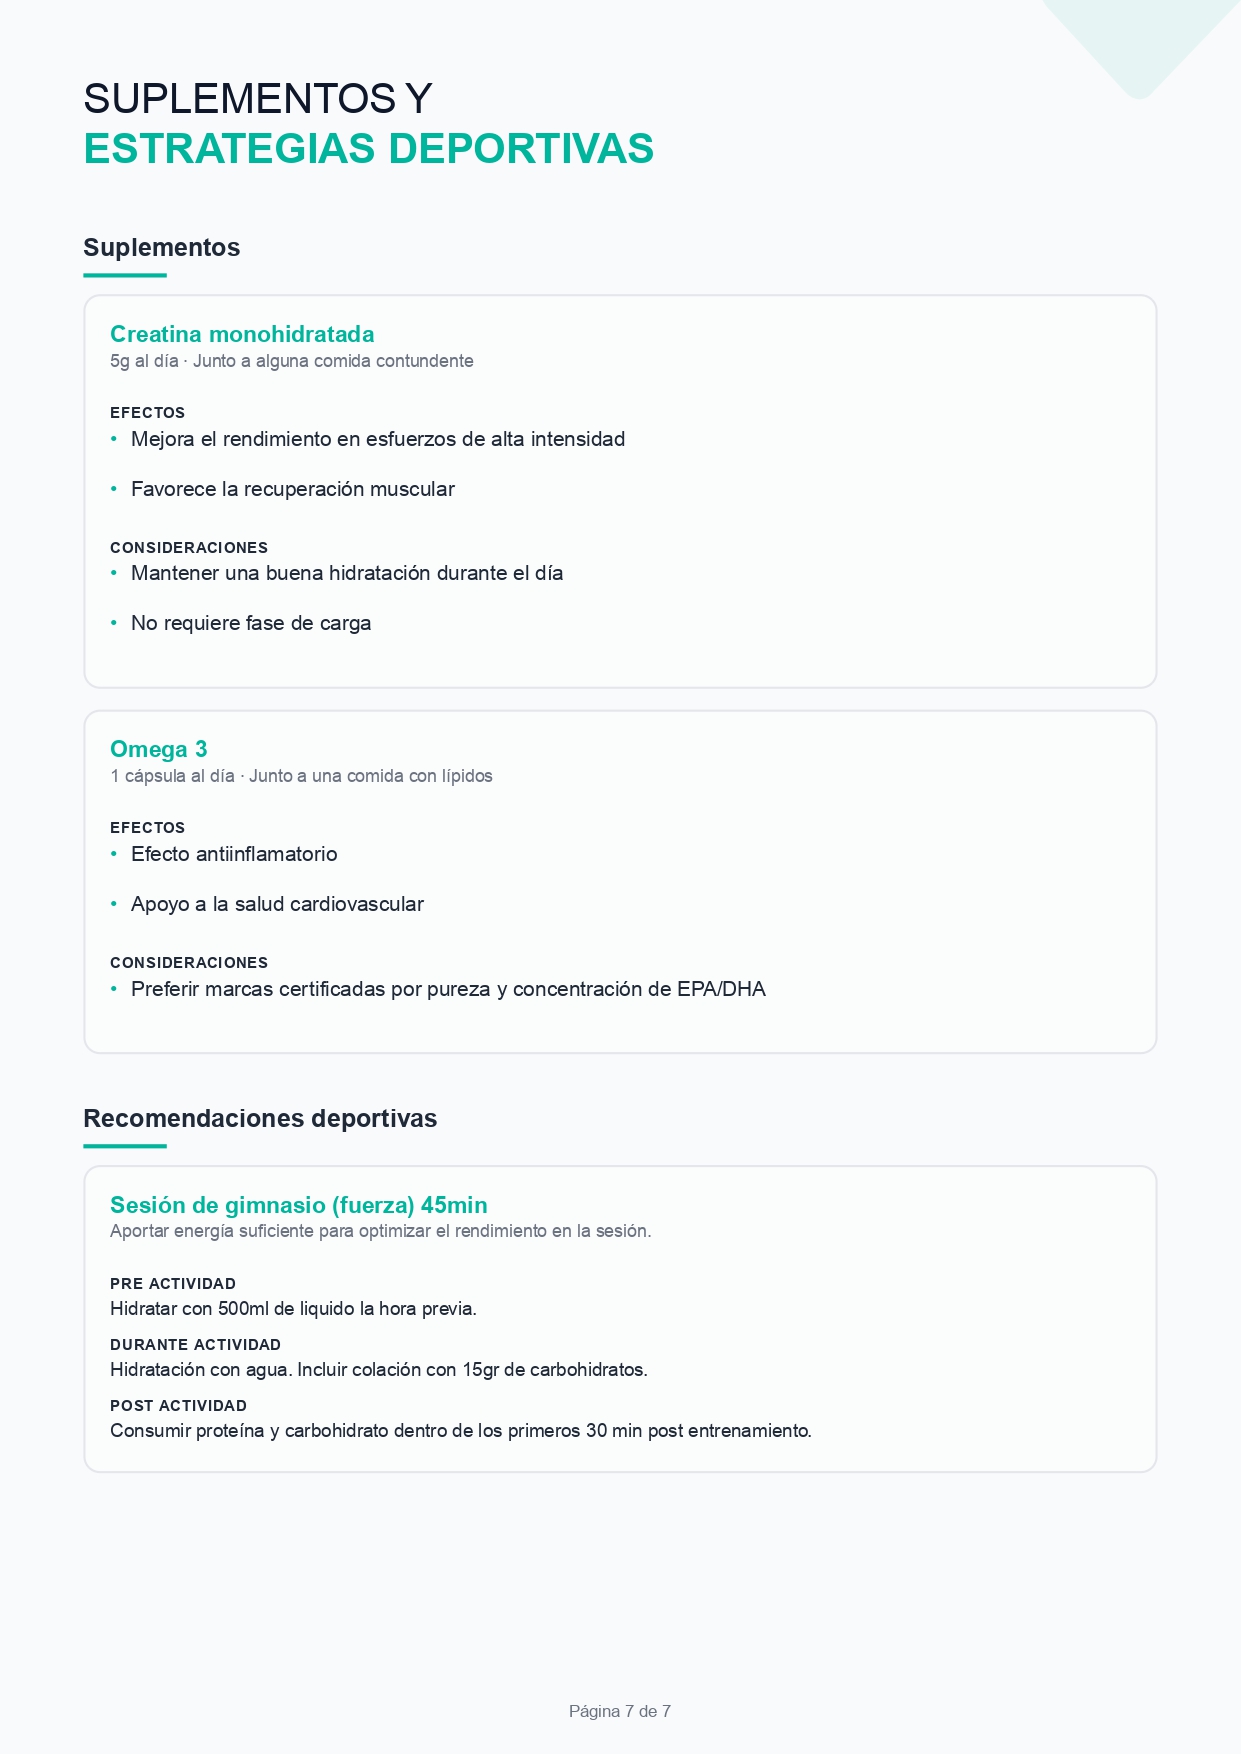 SUPLEMENTOS Y
ESTRATEGIAS DEPORTIVAS
Suplementos
Creatina monohidratada
5g al día · Junto a alguna comida contundente
EFECTOS
• Mejora el rendimiento en esfuerzos de alta intensidad
• Favorece la recuperación muscular
CONSIDERACIONES
• Mantener una buena hidratación durante el día
• No requiere fase de carga
Omega 3
1 cápsula al día · Junto a una comida con lípidos
EFECTOS
• Efecto antiinflamatorio
• Apoyo a la salud cardiovascular
CONSIDERACIONES
• Preferir marcas certificadas por pureza y concentración de EPA/DHA
Recomendaciones deportivas
Sesión de gimnasio (fuerza) 45min
Aportar energía suficiente para optimizar el rendimiento en la sesión.
PRE ACTIVIDAD
Hidratar con 500ml de liquido la hora previa.
DURANTE ACTIVIDAD
Hidratación con agua. Incluir colación con 15gr de carbohidratos.
POST ACTIVIDAD
Consumir proteína y carbohidrato dentro de los primeros 30 min post entrenamiento.
Página 7 de 7